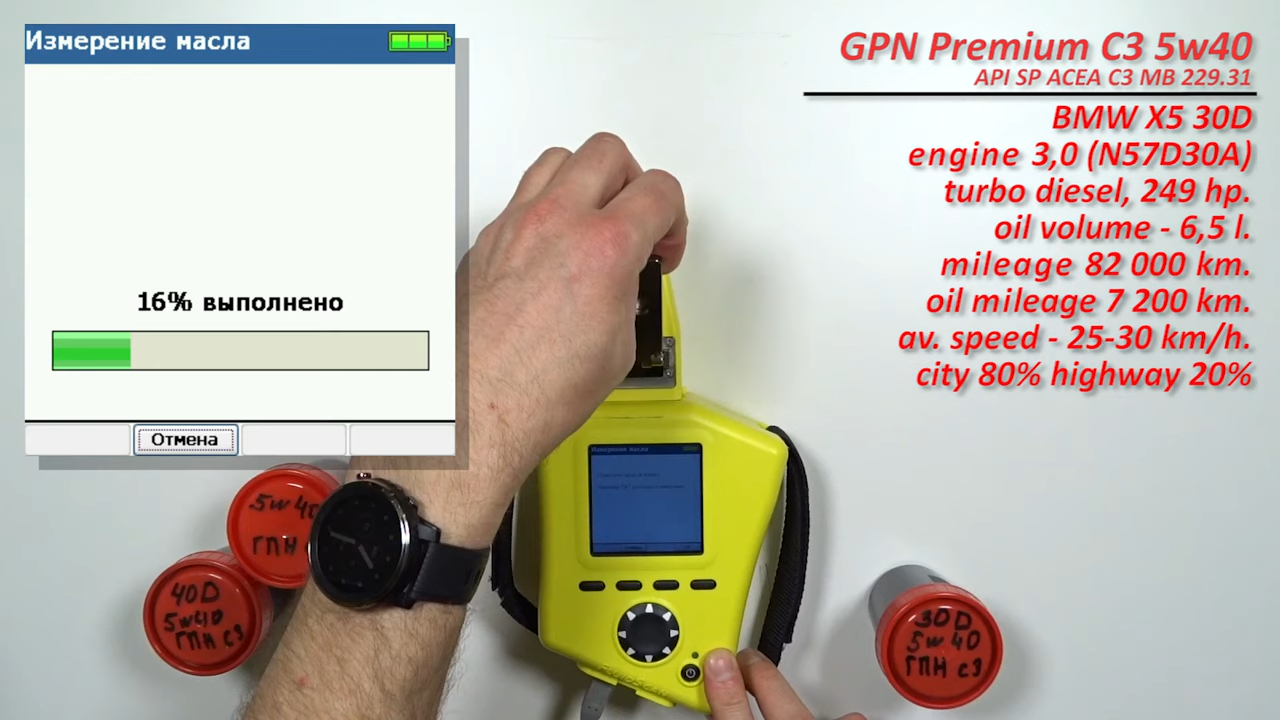 Измерение масла
16% выполнено
Отмена
GPN Premium C3 5w40
API SP ACEA C3 MB 229.31
BMW X5 30D
engine 3,0 (N57D30A)
turbo diesel, 249 hp.
oil volume - 6,5 l.
mileage 82 000 km.
oil mileage 7 200 km.
av. speed - 25-30 km/h.
city 80% highway 20%
Измерение масла
5w40
ГПН
40D
5w40
ГПН с3
30D
5w40
ГПН с3